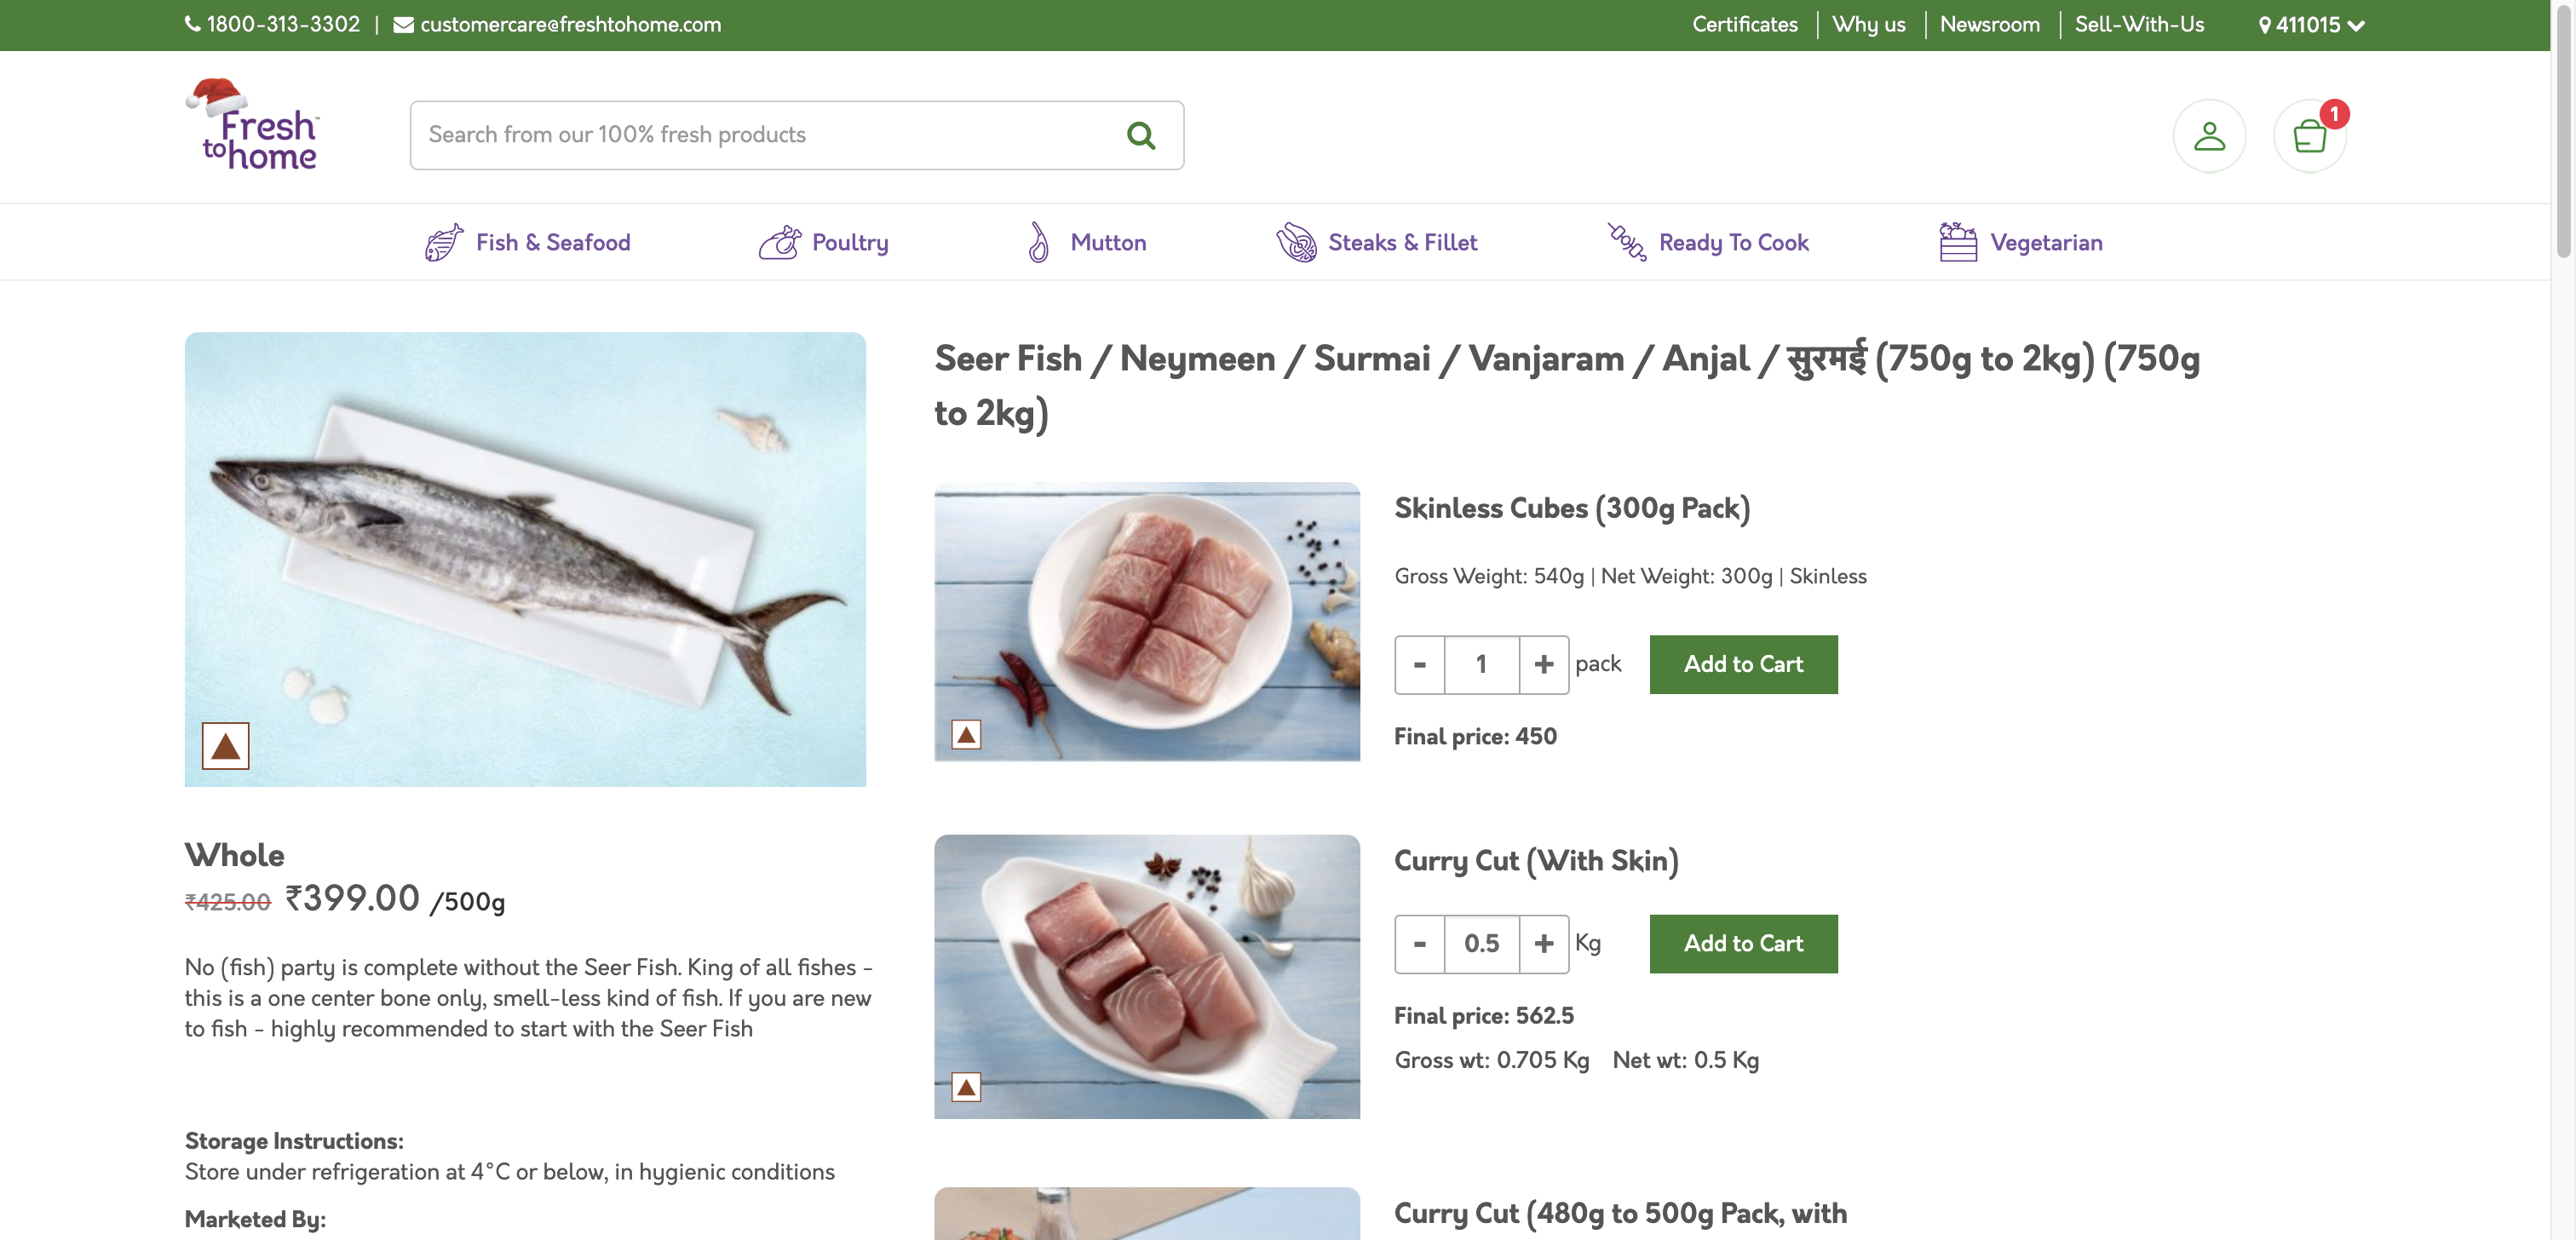 1800-313-3302 | customercare@freshtohome.com
Certificates Why us Newsroom Sell-With-Us 411015
Fresh
to home
™
Search from our 100% fresh products
1
Fish & Seafood Poultry Mutton Steaks & Fillet Ready To Cook Vegetarian
Seer Fish / Neymeen / Surmai / Vanjaram / Anjal / सुरमई (750g to 2kg) (750g
to 2kg)
Skinless Cubes (300g Pack)
Gross Weight: 540g | Net Weight: 300g | Skinless
- 1 + pack Add to Cart
Final price: 450
Whole
₹425.00 ₹399.00 /500g
No (fish) party is complete without the Seer Fish. King of all fishes -
this is a one center bone only, smell-less kind of fish. If you are new
to fish - highly recommended to start with the Seer Fish
Storage Instructions:
Store under refrigeration at 4°C or below, in hygienic conditions
Marketed By:
Curry Cut (With Skin)
- 0.5 + Kg Add to Cart
Final price: 562.5
Gross wt: 0.705 Kg Net wt: 0.5 Kg
Curry Cut (480g to 500g Pack, with